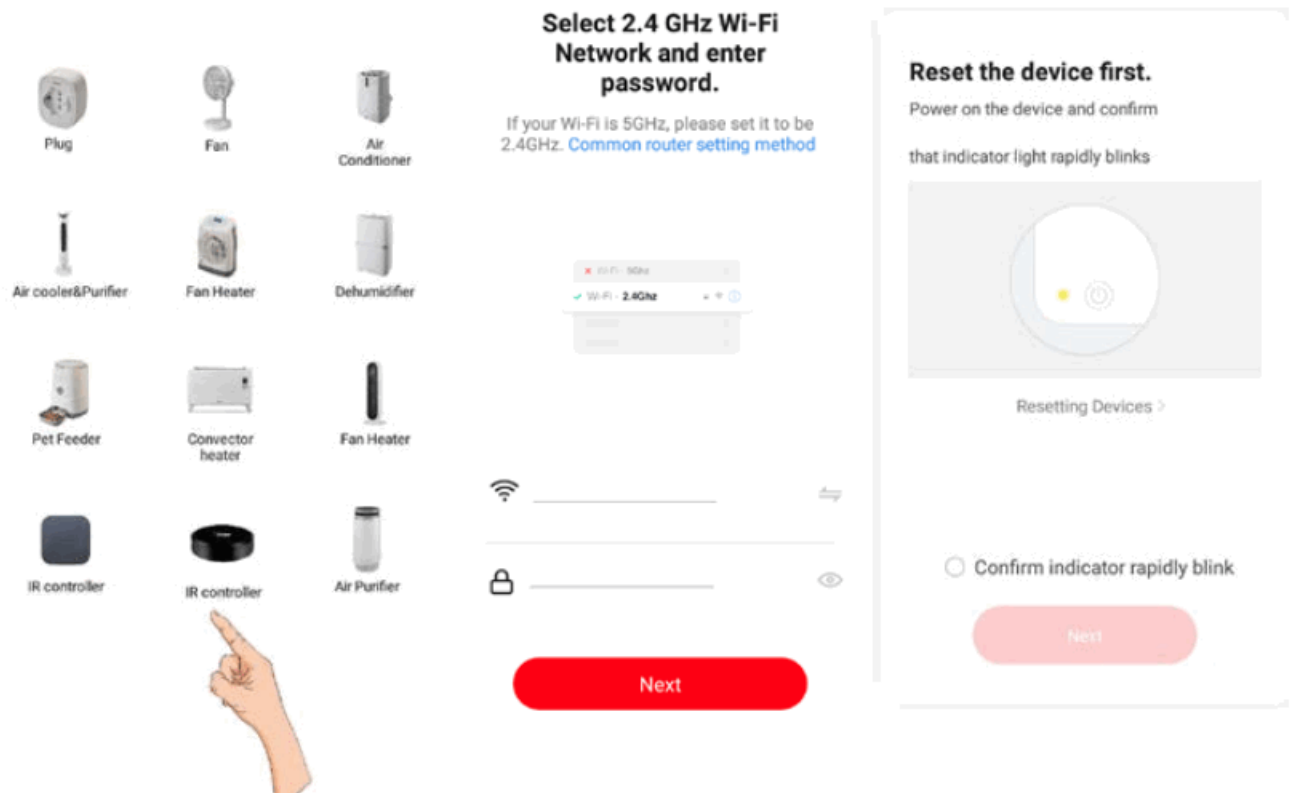 Plug
Fan
Air
Conditioner
Air cooler&Purifier
Fan Heater
Dehumidifier
Pet Feeder
Convector
heater
Fan Heater
IR controller
IR controller
Air Purifier
Select 2.4 GHz Wi-Fi
Network and enter
password.
If your Wi-Fi is 5GHz, please set it to be
2.4GHz. Common router setting method
Wi-Fi - 5Ghz
Wi-Fi - 2.4Ghz
Next
Reset the device first.
Power on the device and confirm
that indicator light rapidly blinks
Resetting Devices >
Confirm indicator rapidly blink
Next